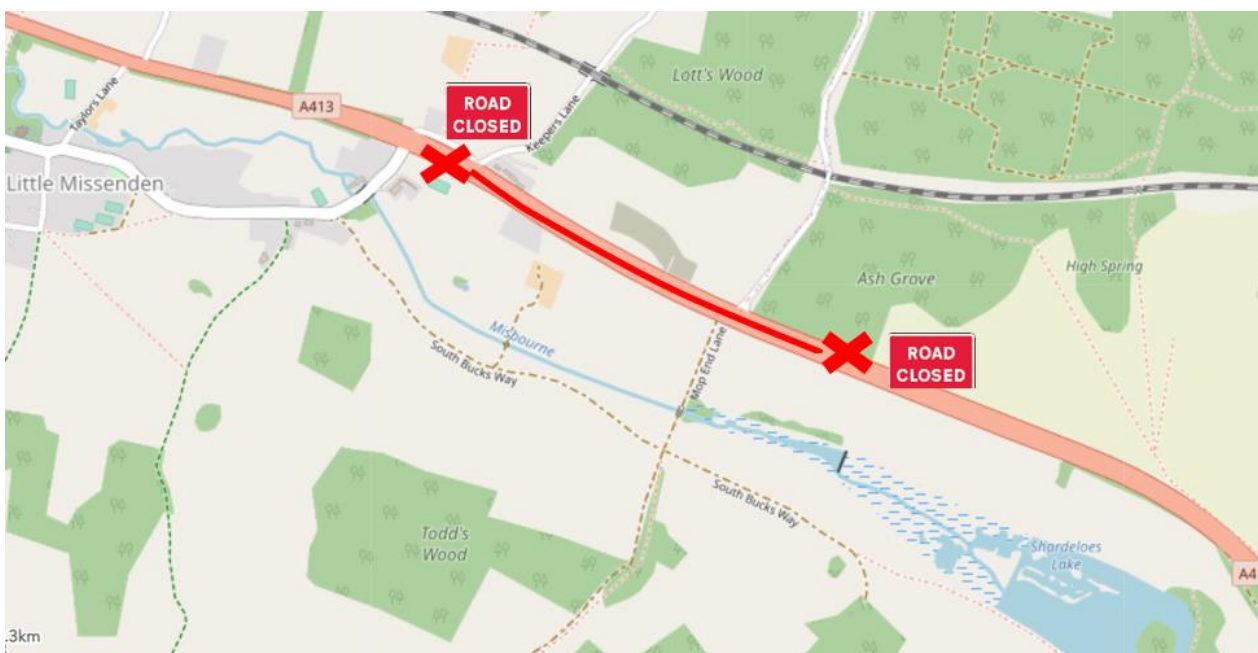 Lott's Wood
A413
ROAD
CLOSED
Taylors Lane
Keepers Lane
Little Missenden
High Spring
Ash Grove
Misbourne
South Bucks Way
Mop End Lane
ROAD
CLOSED
South Bucks Way
Todd's
Wood
Shardeloes
Lake
A4
.3km